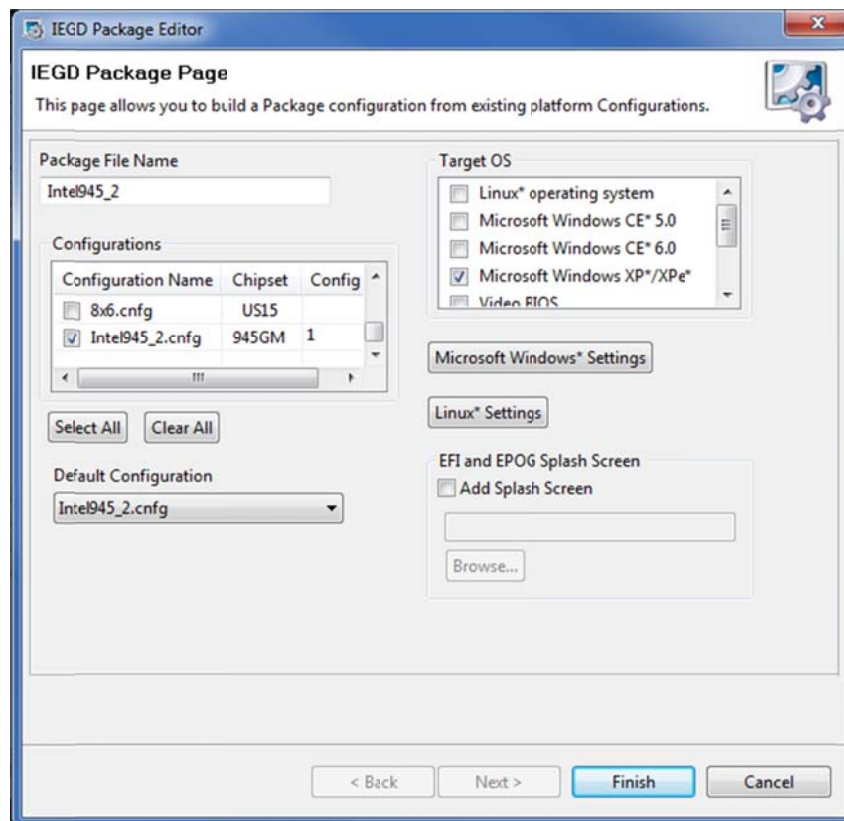 IEGD Package Editor
IEGD Package Page
This page allows you to build a Package configuration from existing platform Configurations.
Package File Name
Intel945_2
Configurations
Configuration Name Chipset Config
8x6.cnfg US15
Intel945_2.cnfg 945GM 1
Select All Clear All
Default Configuration
Intel945_2.cnfg
Target OS
Linux* operating system
Microsoft Windows CE* 5.0
Microsoft Windows CE* 6.0
Microsoft Windows XP*/XPe*
Video BIOS
Microsoft Windows* Settings
Linux* Settings
EFI and EPOG Splash Screen
Add Splash Screen
Browse...
< Back Next > Finish Cancel